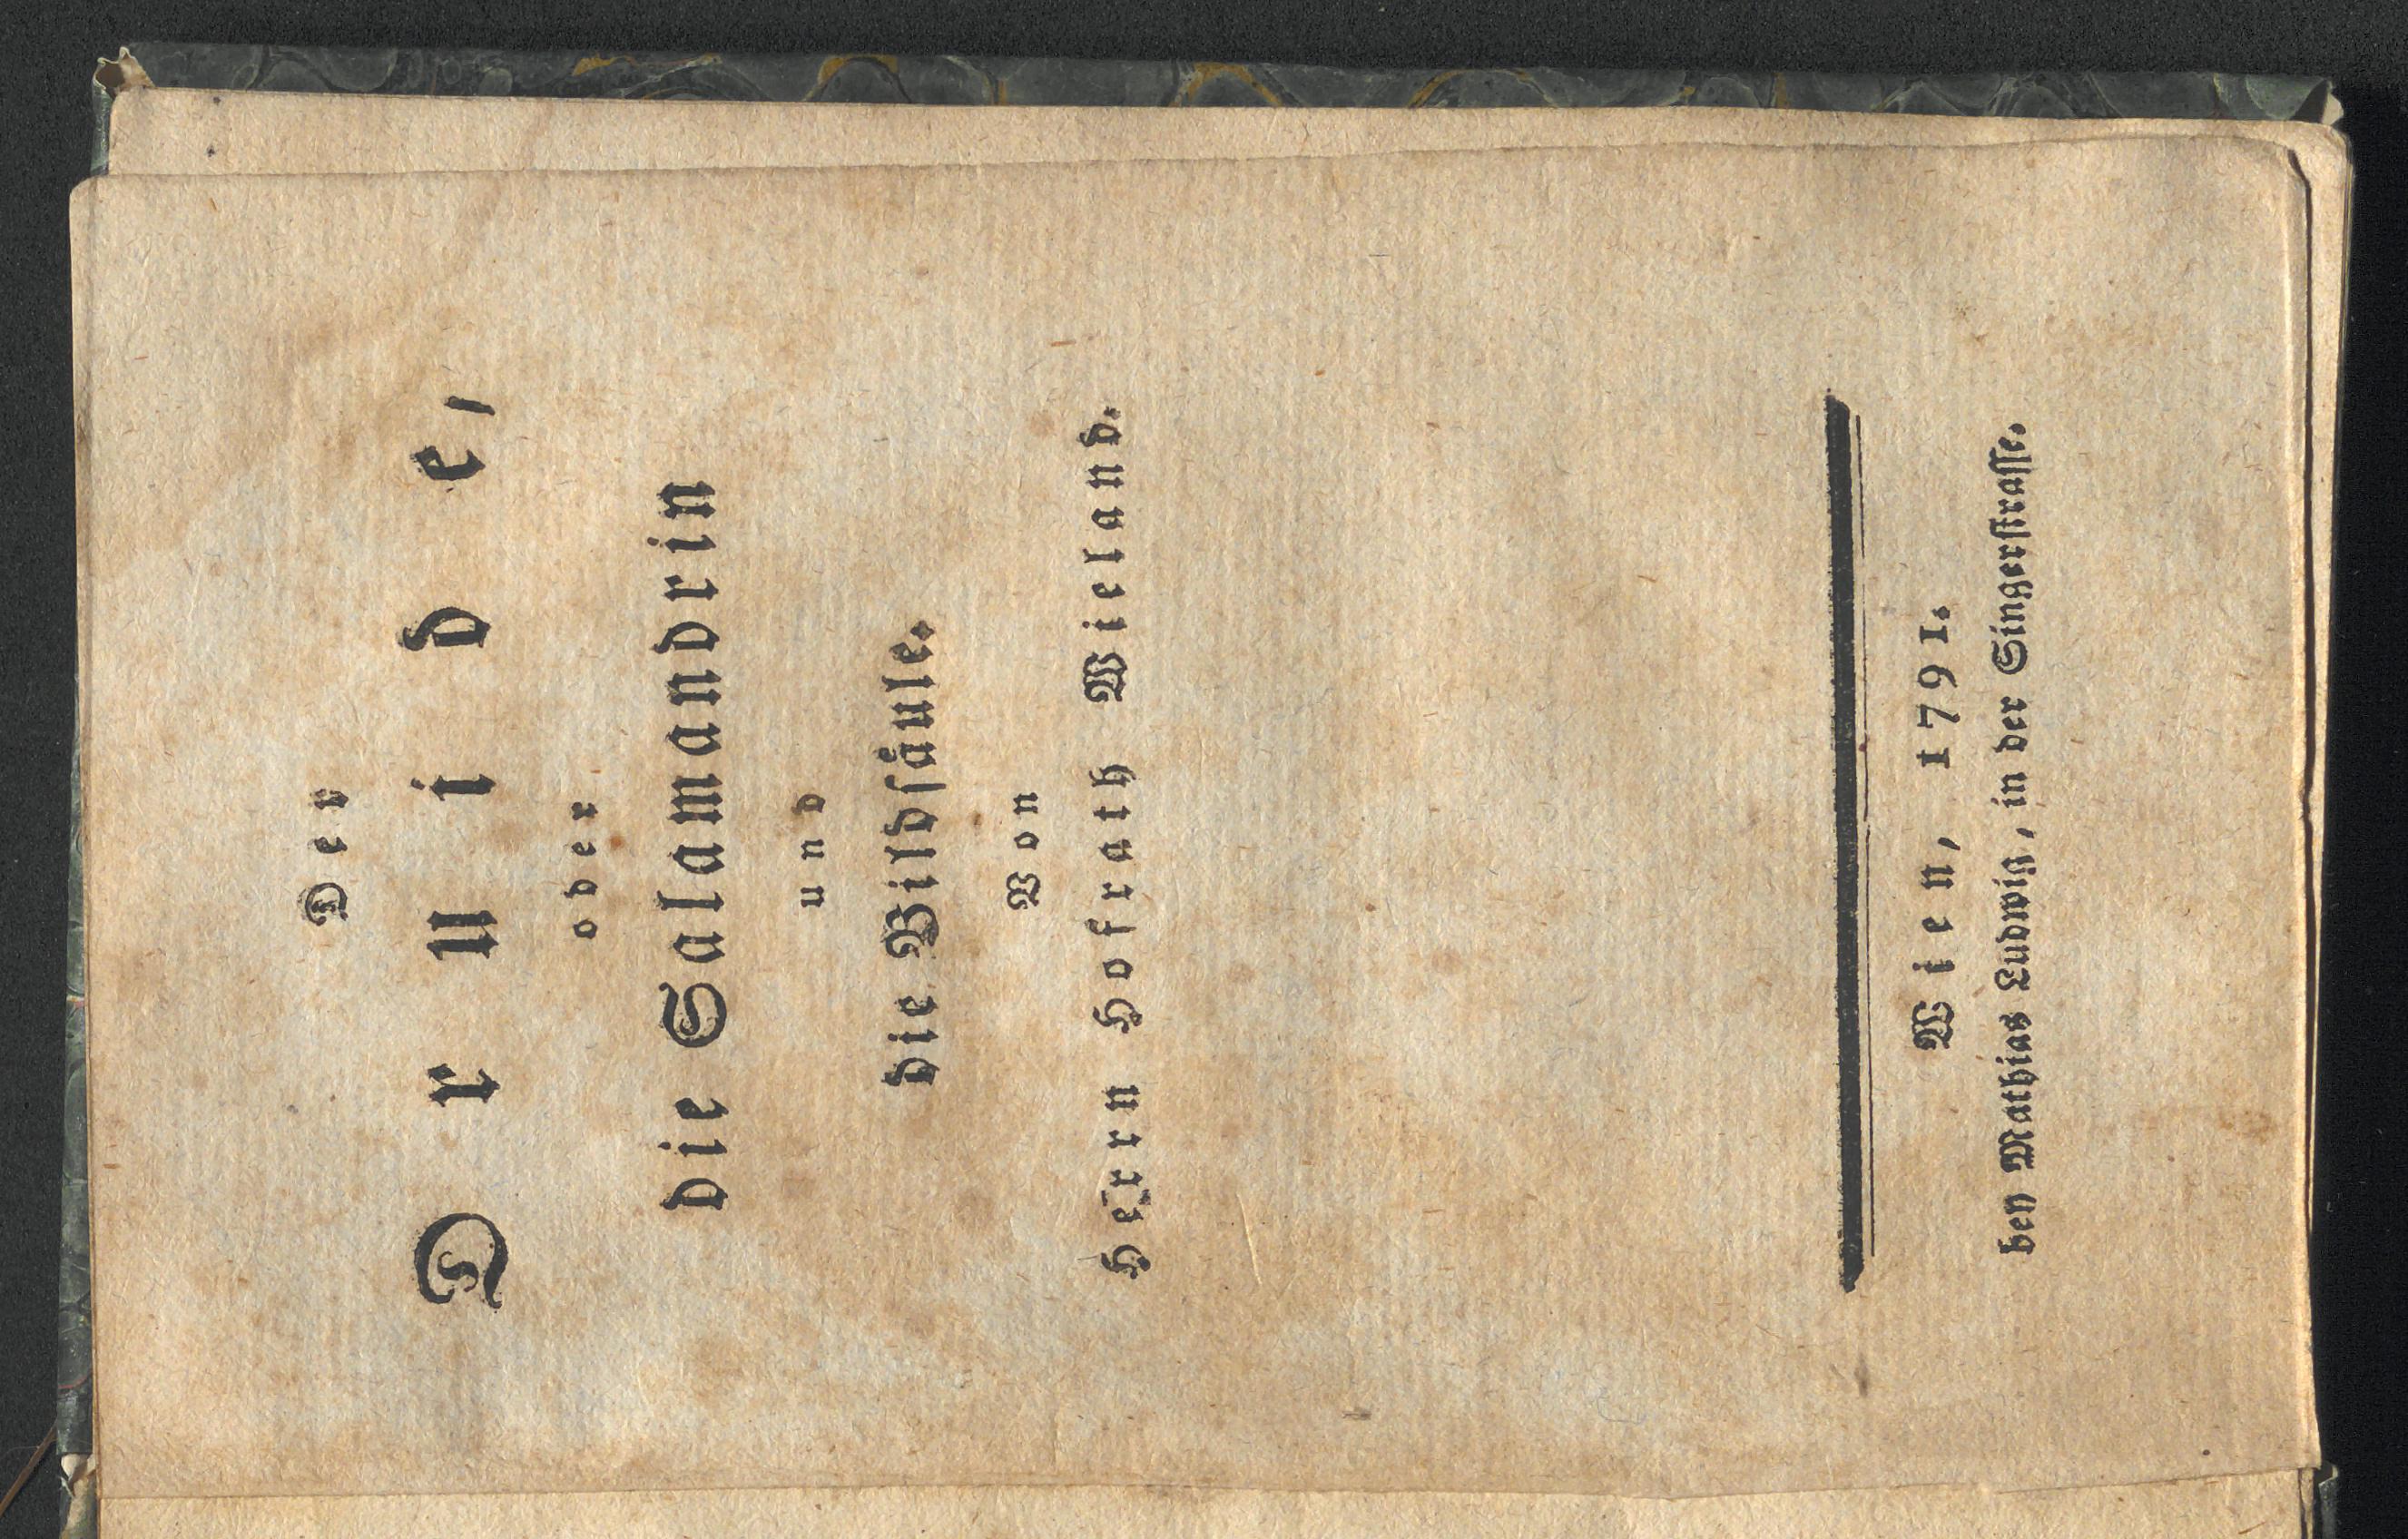 Der
Druide,
oder
die Salamandrin
und
die Bildsäule.
Von
Herrn Hofrath Wieland.
Wien, 1791.
bey Mathias Ludwig, in der Singerstrasse.